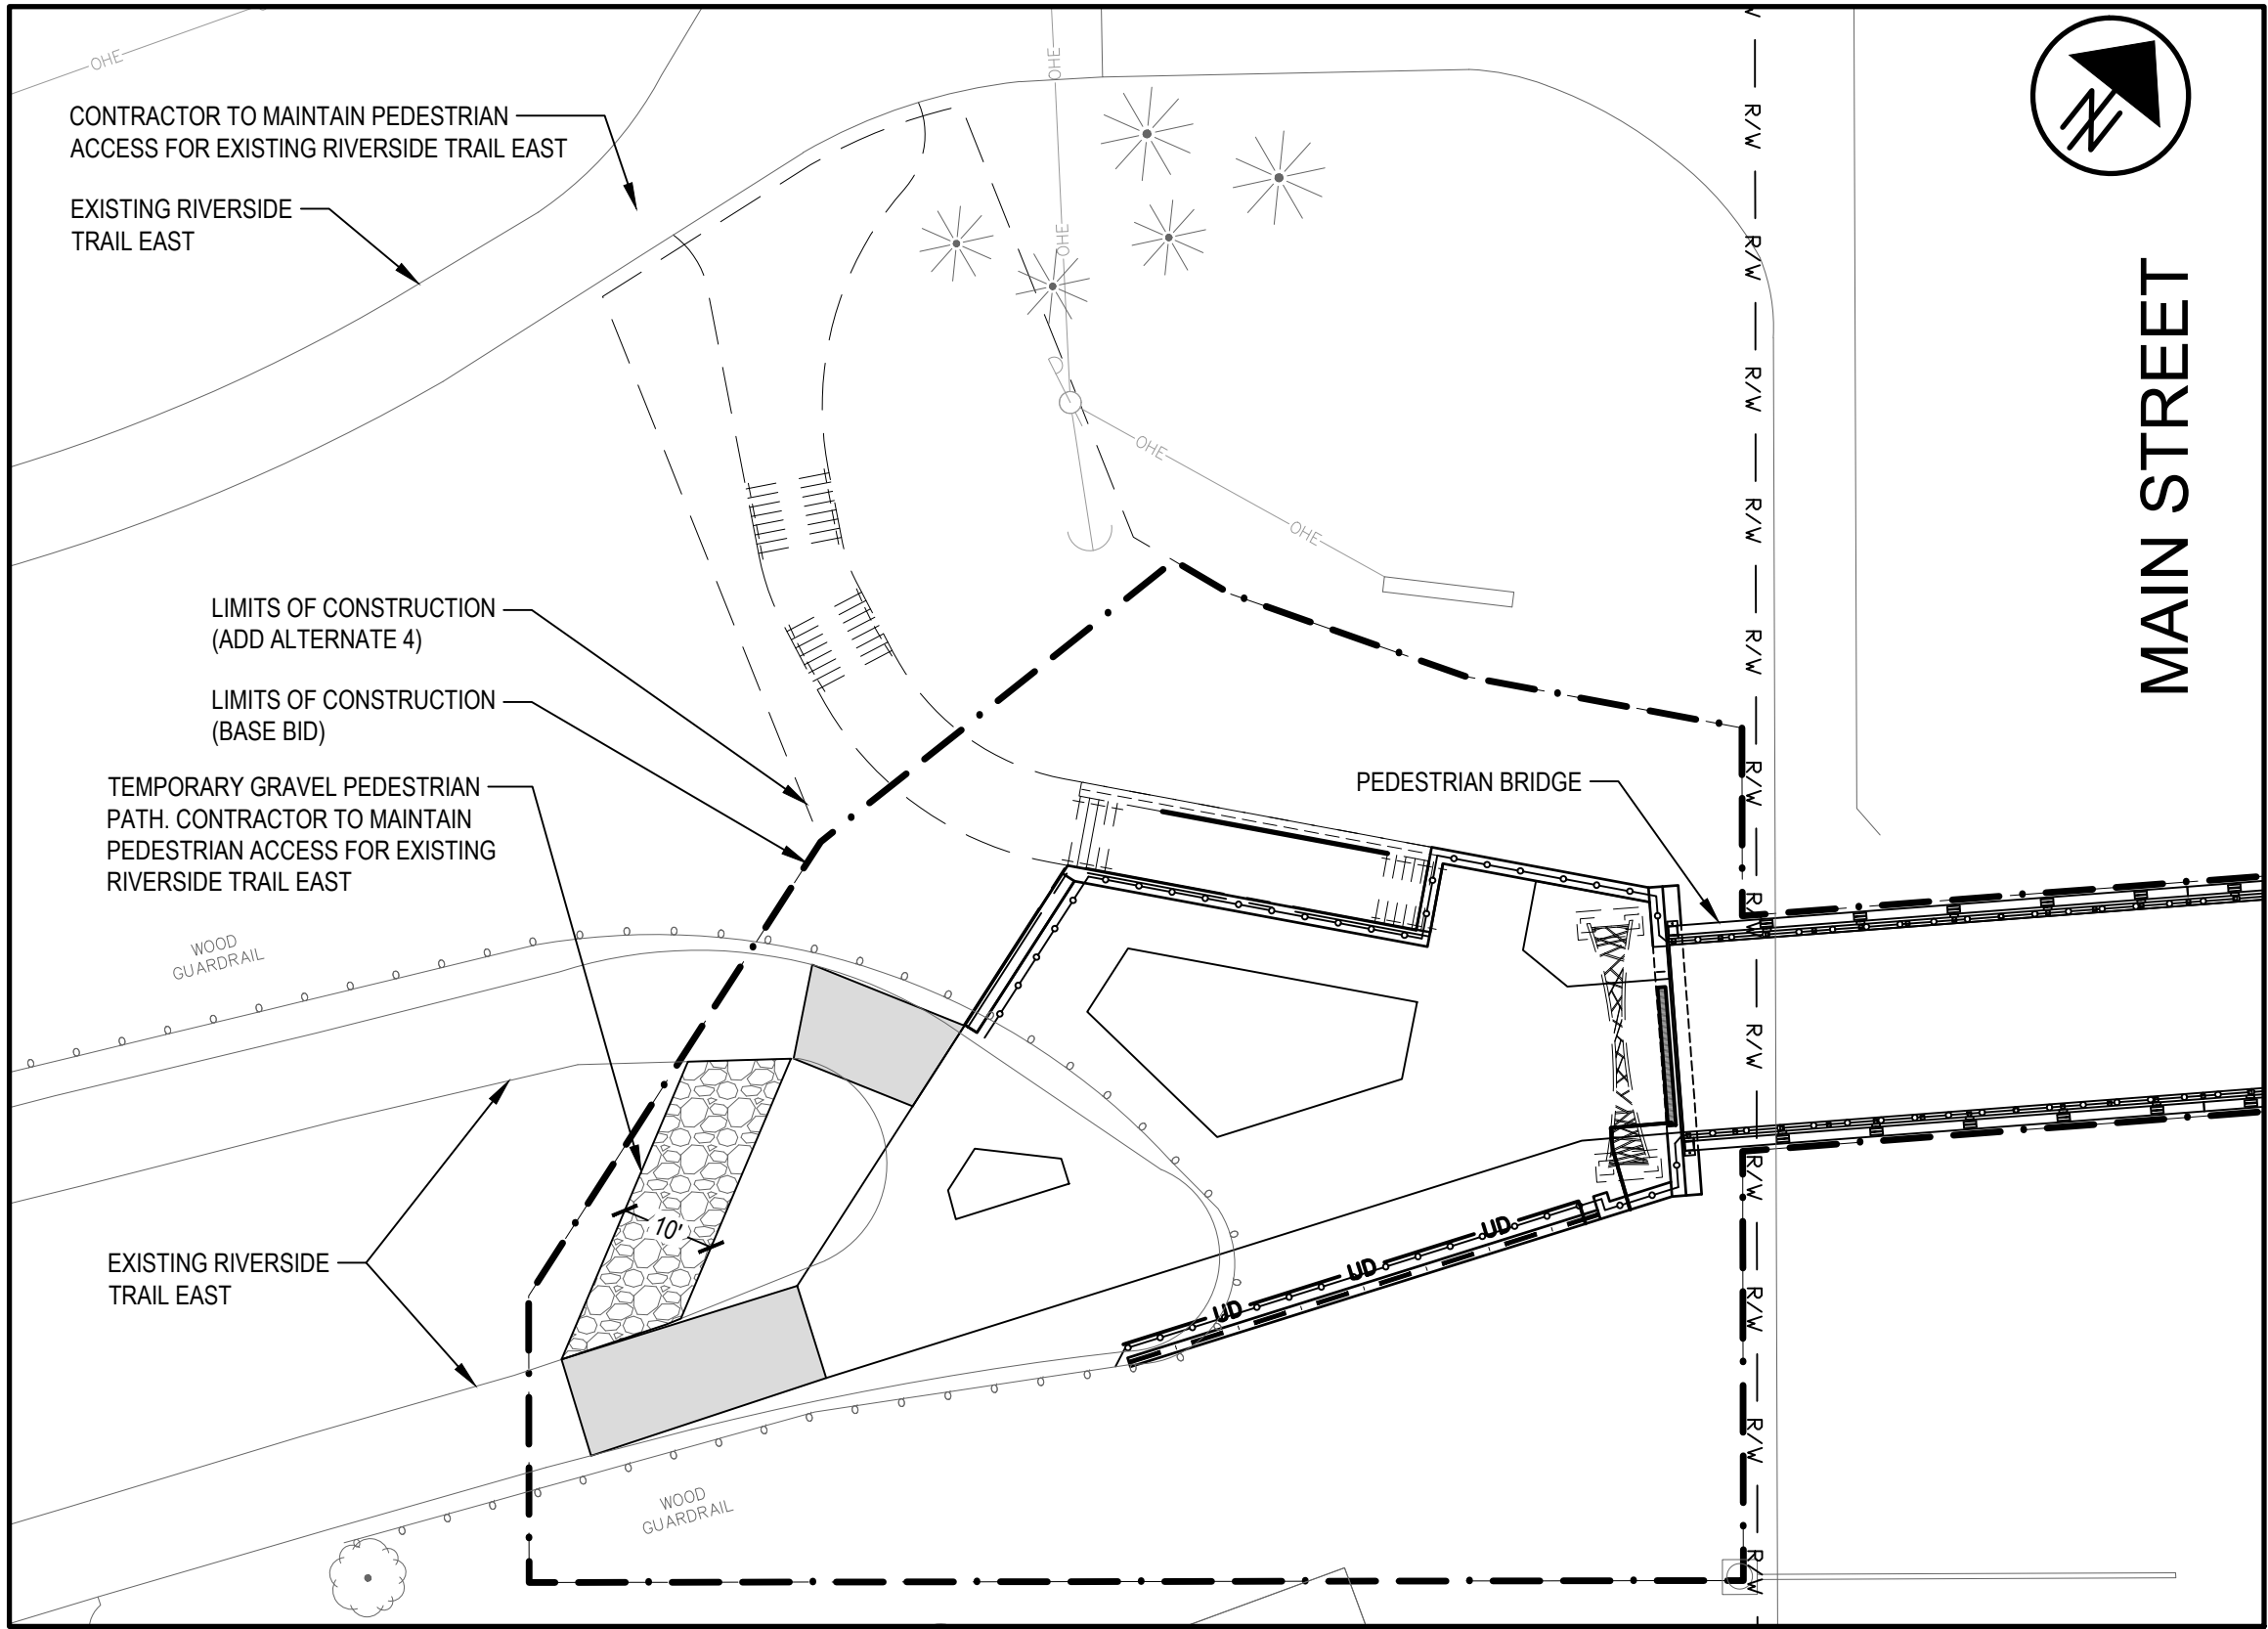 OHE
CONTRACTOR TO MAINTAIN PEDESTRIAN
ACCESS FOR EXISTING RIVERSIDE TRAIL EAST
EXISTING RIVERSIDE
TRAIL EAST
OHE
OHE
OHE
OHE
N
MAIN STREET
R/W
R/W
R/W
R/W
R/W
R/W
R/W
R/W
R/W
R/W
R/W
R/W
LIMITS OF CONSTRUCTION
(ADD ALTERNATE 4)
LIMITS OF CONSTRUCTION
(BASE BID)
TEMPORARY GRAVEL PEDESTRIAN
PATH. CONTRACTOR TO MAINTAIN
PEDESTRIAN ACCESS FOR EXISTING
RIVERSIDE TRAIL EAST
PEDESTRIAN BRIDGE
WOOD
GUARDRAIL
10'
UD
UD
UD
EXISTING RIVERSIDE
TRAIL EAST
WOOD
GUARDRAIL